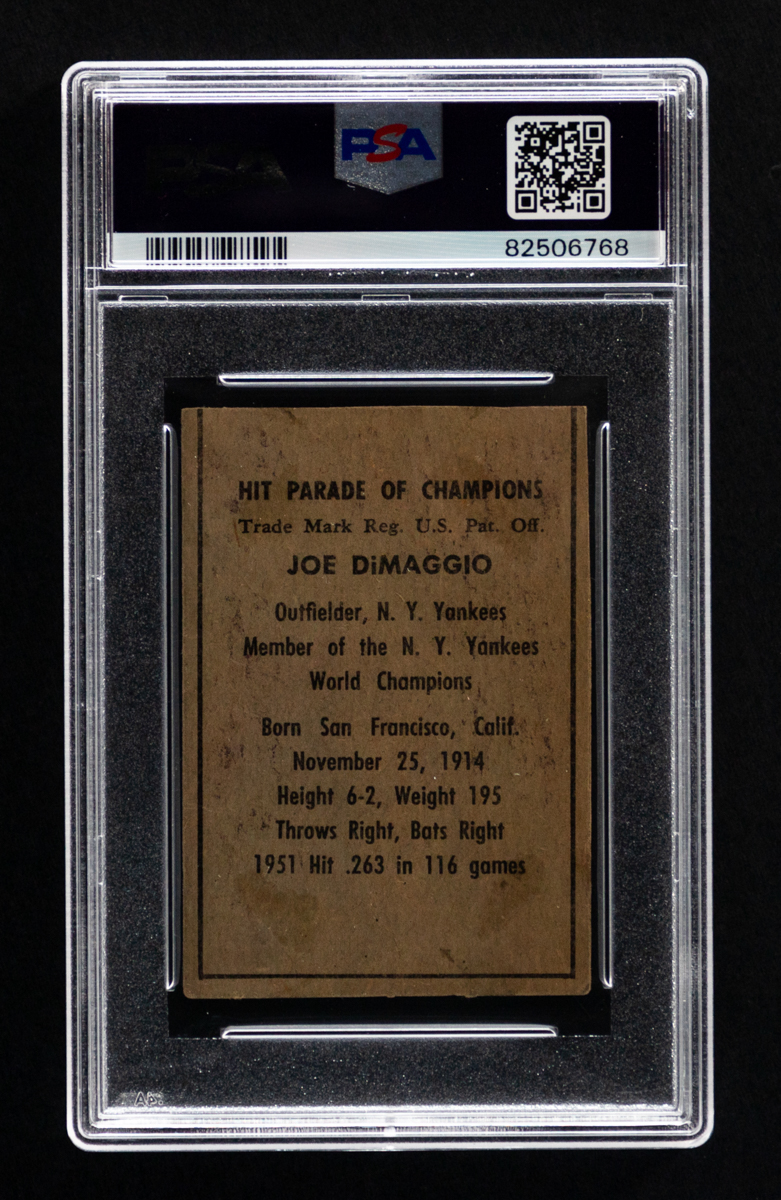 PSA
82506768
HIT PARADE OF CHAMPIONS
Trade Mark Reg. U.S. Pat. Off.
JOE DiMAGGIO
Outfielder, N. Y. Yankees
Member of the N. Y. Yankees
World Champions
Born San Francisco, Calif.
November 25, 1914
Height 6-2, Weight 195
Throws Right, Bats Right
1951 Hit .263 in 116 games